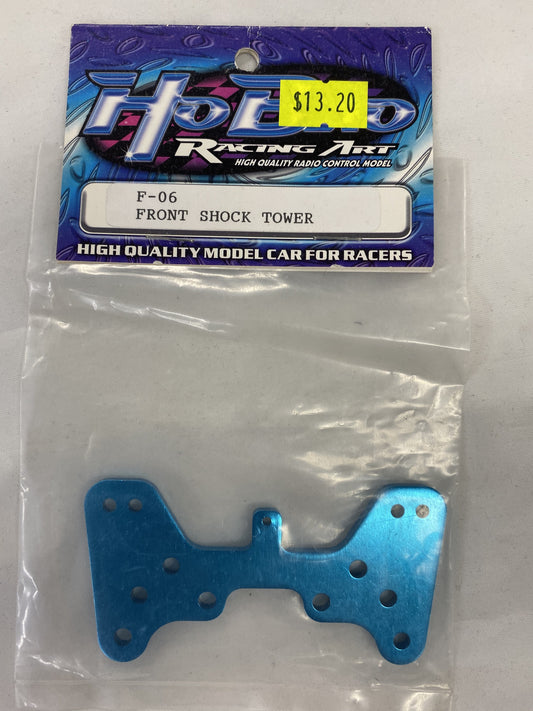 HoB o
$13.20
RACING ART
HIGH QUALITY RADIO CONTROL MODEL
F-06
FRONT SHOCK TOWER
HIGH QUALITY MODEL CAR FOR RACERS